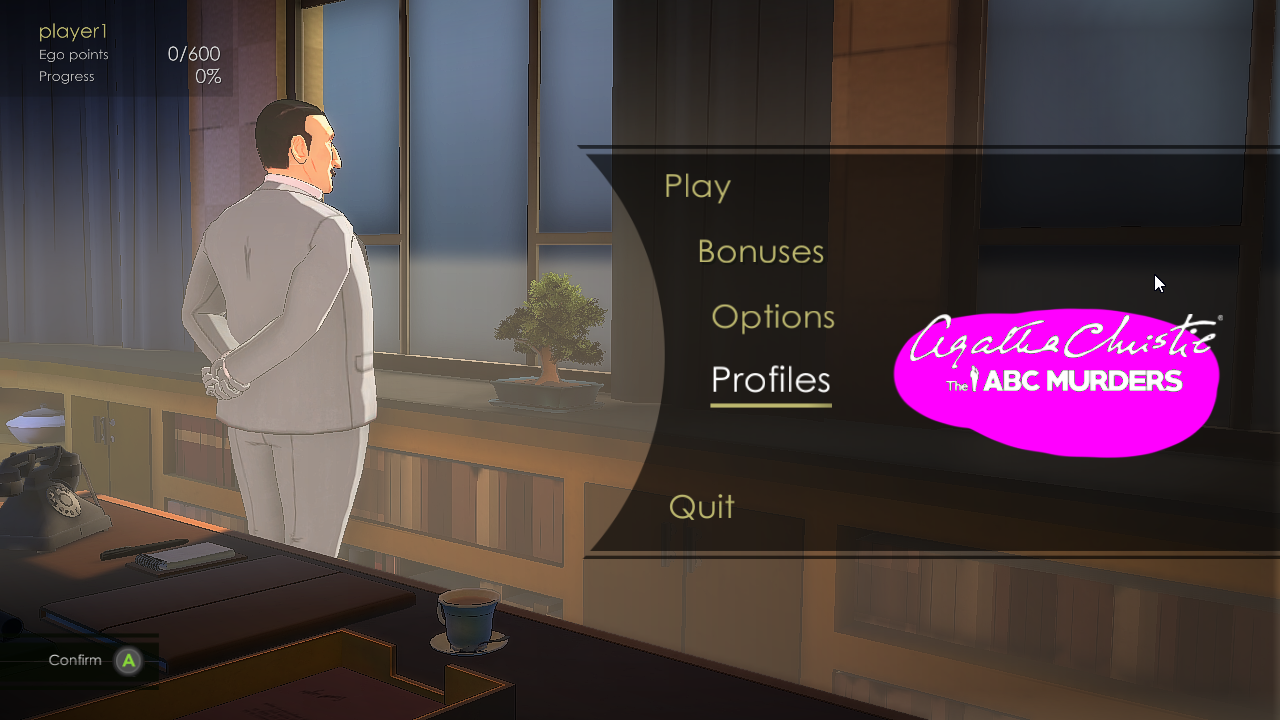 player1
Ego points 0/600
Progress 0%
Play
Bonuses
Options
Profiles
Quit
Agatha Christie®
The ABC MURDERS
Confirm A